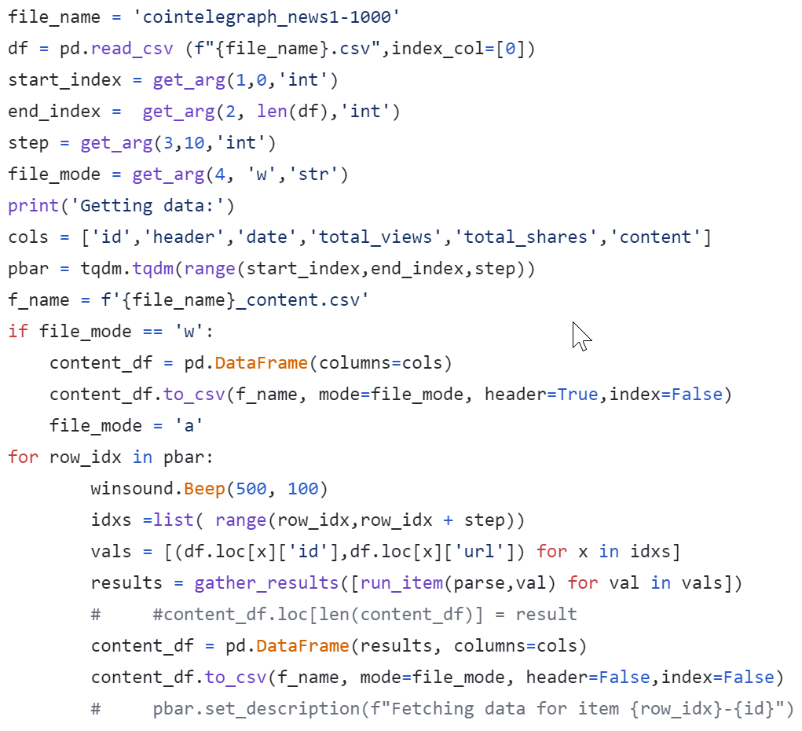 file_name = 'cointelegraph_news1-1000'
df = pd.read_csv (f"{file_name}.csv",index_col=[0])
start_index = get_arg(1,0,'int')
end_index =  get_arg(2, len(df),'int')
step = get_arg(3,10,'int')
file_mode = get_arg(4, 'w','str')
print('Getting data:')
cols = ['id','header','date','total_views','total_shares','content']
pbar = tqdm.tqdm(range(start_index,end_index,step))
f_name = f'{file_name}_content.csv'
if file_mode == 'w':
    content_df = pd.DataFrame(columns=cols)
    content_df.to_csv(f_name, mode=file_mode, header=True,index=False)
    file_mode = 'a'
for row_idx in pbar:
        winsound.Beep(500, 100)
        idxs =list( range(row_idx,row_idx + step))
        vals = [(df.loc[x]['id'],df.loc[x]['url']) for x in idxs]
        results = gather_results([run_item(parse,val) for val in vals])
        #     #content_df.loc[len(content_df)] = result
        content_df = pd.DataFrame(results, columns=cols)
        content_df.to_csv(f_name, mode=file_mode, header=False,index=False)
        #     pbar.set_description(f"Fetching data for item {row_idx}-{id}")